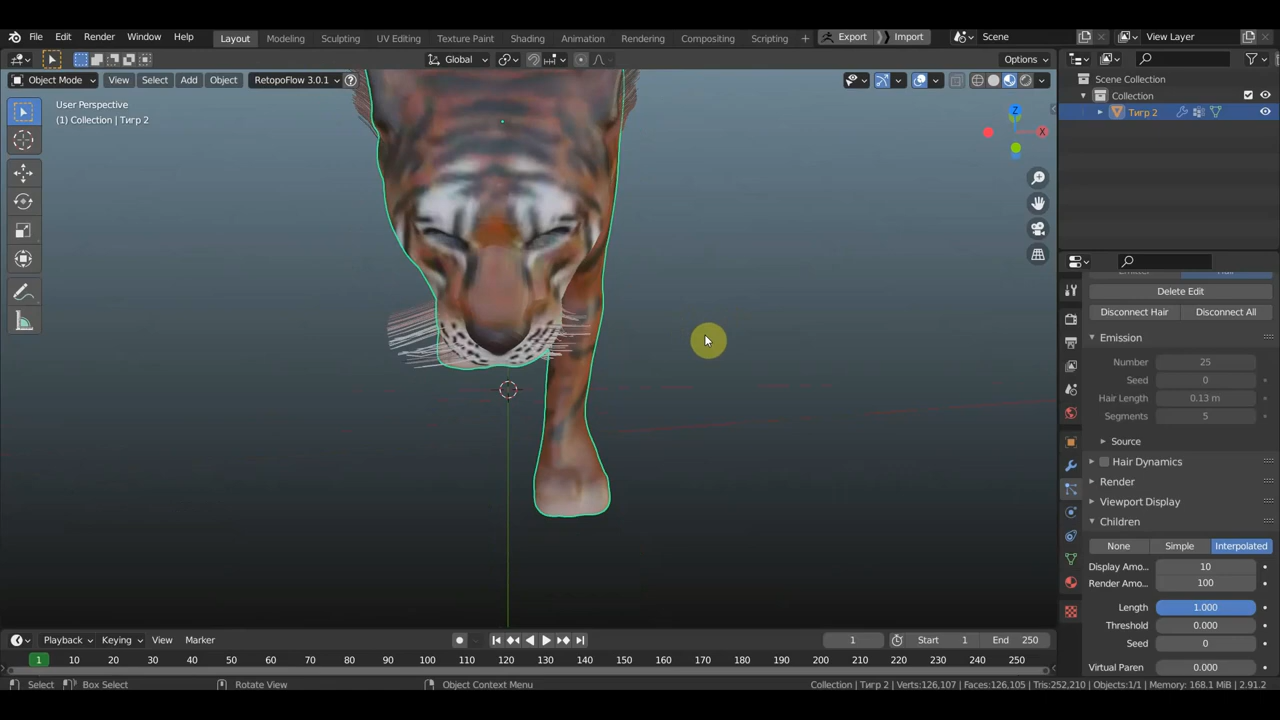 File Edit Render Window Help
Layout Modeling Sculpting UV Editing Texture Paint Shading Animation Rendering Compositing Scripting + Export Import Scene View Layer
Global Options
Object Mode View Select Add Object RetopoFlow 3.0.1
User Perspective
(1) Collection | Тигр 2
Z
X
Scene Collection
Collection
Тигр 2
Hair
Delete Edit
Disconnect Hair Disconnect All
Emission
Number 25
Seed 0
Hair Length 0.13 m
Segments 5
Source
Hair Dynamics
Render
Viewport Display
Children
None Simple Interpolated
Display Amo... 10
Render Amo... 100
Length 1.000
Threshold 0.000
Seed 0
Virtual Paren 0.000
Playback Keying View Marker 1 Start 1 End 250
1 10 20 30 40 50 60 70 80 90 100 110 120 130 140 150 160 170 180 190 200 210 220 230 240 250
Select Box Select Rotate View Object Context Menu Collection | Тигр 2 | Verts:126,107 | Faces:126,105 | Tris:252,210 | Objects:1/1 | Memory: 168.1 MiB | 2.91.2